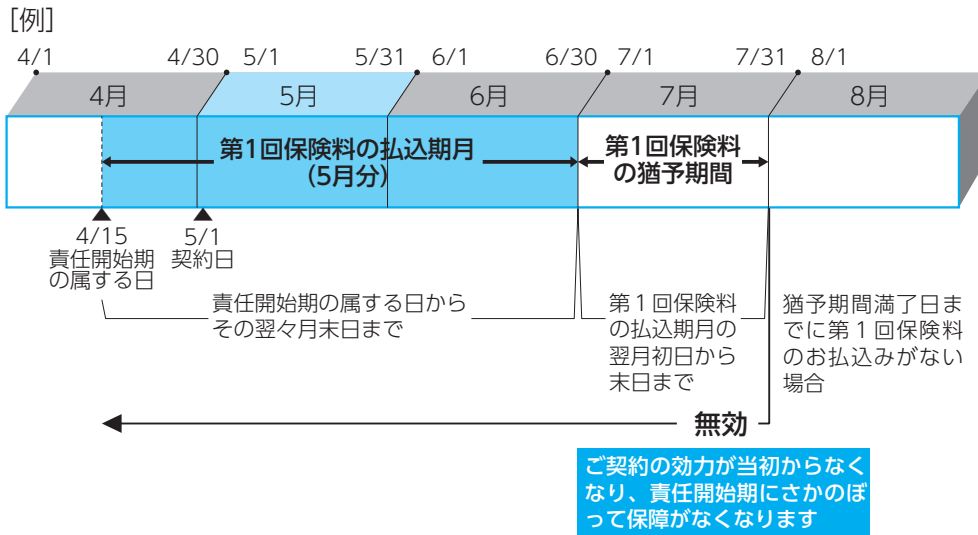 [例]
4/1 4/30 5/1 5/31 6/1 6/30 7/1 7/31 8/1
4月 5月 6月 7月 8月
第1回保険料の払込期月
(5月分)
第1回保険料
の猶予期間
4/15
責任開始期
の属する日
5/1
契約日
責任開始期の属する日から
その翌々月末日まで
第1回保険料
の払込期月の
翌月初日から
末日まで
猶予期間満了日ま
でに第1回保険料
のお払込みがない
場合
無効
ご契約の効力が当初からなく
なり、責任開始期にさかのぼ
って保障がなくなります